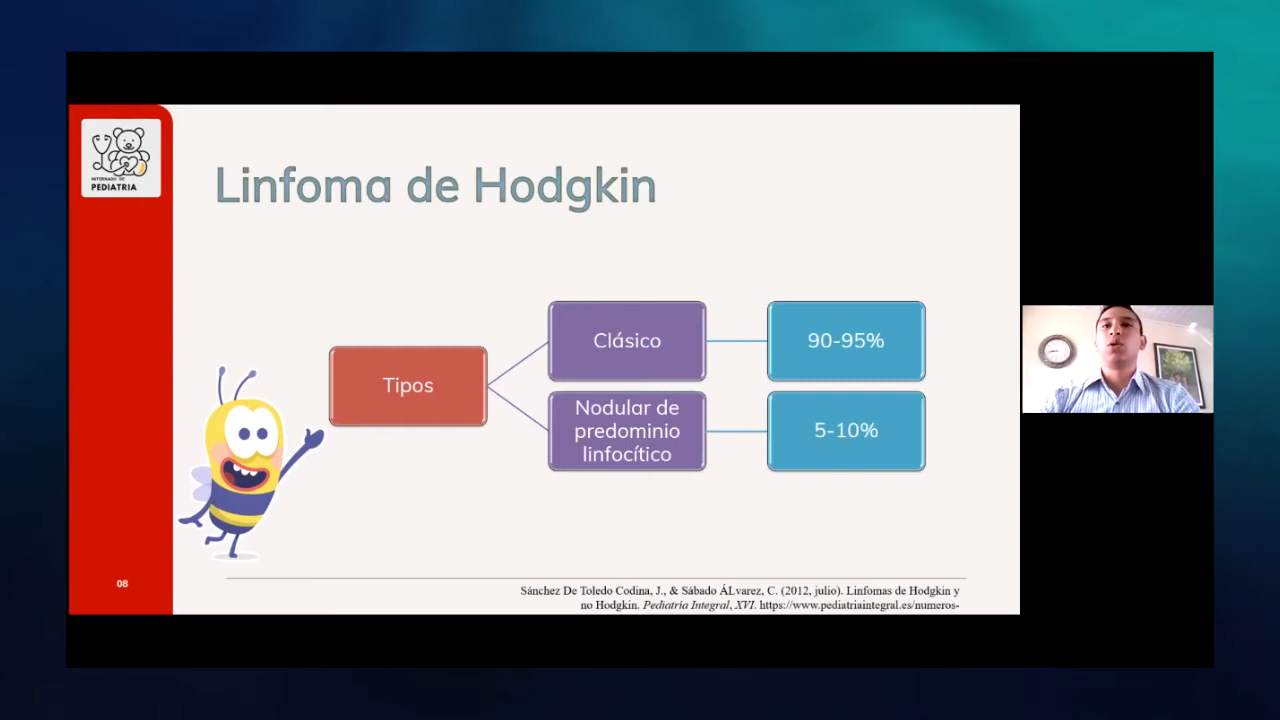 INTERNADO DE
PEDIATRIA
Linfoma de Hodgkin
Tipos
Clásico
90-95%
Nodular de
predominio
linfocítico
5-10%
08
Sánchez De Toledo Codina, J., & Sábado ÁLvarez, C. (2012, julio). Linfomas de Hodgkin y
no Hodgkin. Pediatría Integral, XVI. https://www.pediatriaintegral.es/numeros-